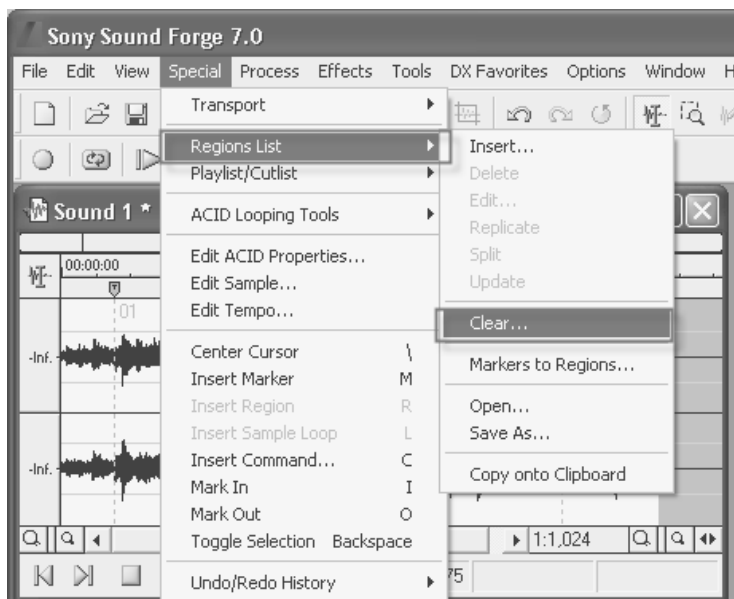 Sony Sound Forge 7.0
File Edit View Special Process Effects Tools DX Favorites Options Window H
Transport
Regions List
Playlist/Cutlist
ACID Looping Tools
Edit ACID Properties...
Edit Sample...
Edit Tempo...
Center Cursor \
Insert Marker M
Insert Region R
Insert Sample Loop L
Insert Command... C
Mark In I
Mark Out O
Toggle Selection Backspace
Undo/Redo History
Insert...
Delete
Edit...
Replicate
Split
Update
Clear...
Markers to Regions...
Open...
Save As...
Copy onto Clipboard
Sound 1 *
00:00:00
01
-Inf.
-Inf.
1:1,024
75